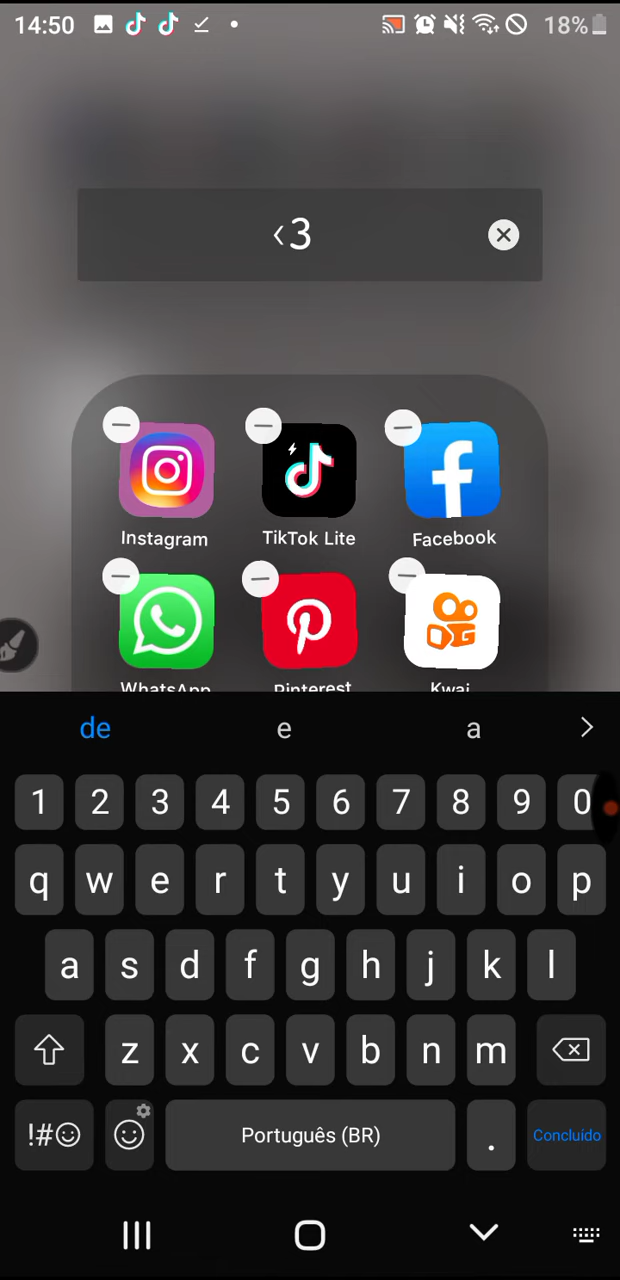 14:50 18%
‹3
Instagram TikTok Lite Facebook
WhatsApp Pinterest Kwai
de e a
1 2 3 4 5 6 7 8 9 0
q w e r t y u i o p
a s d f g h j k l
z x c v b n m
!#☺ Português (BR) . Concluído